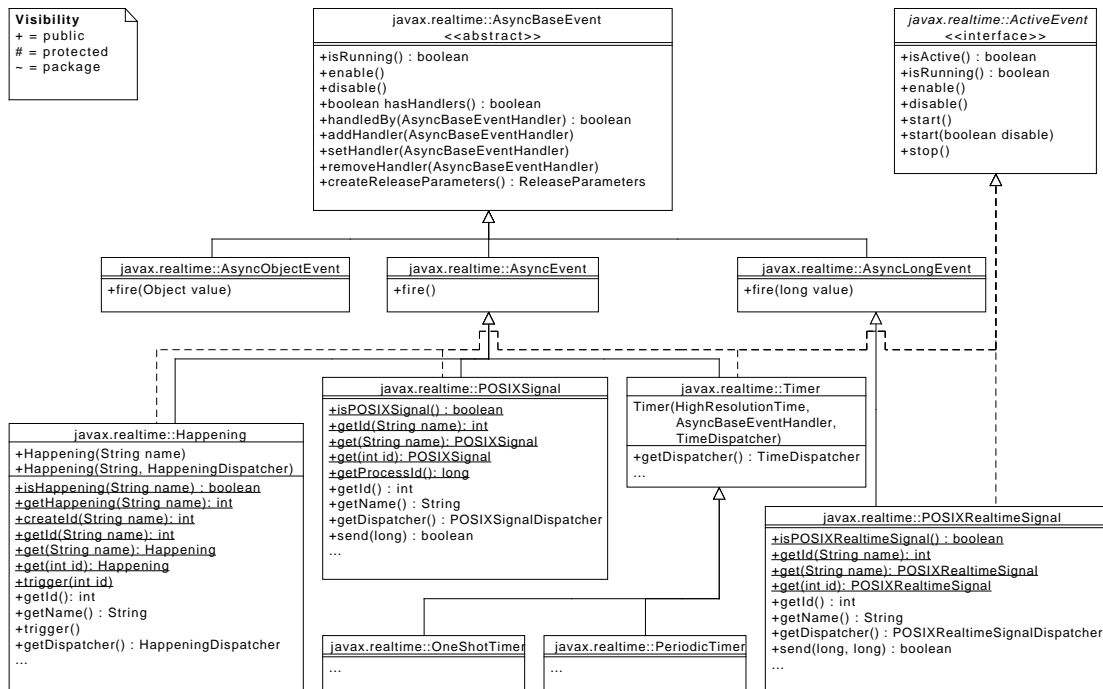 Visibility
+ = public
# = protected
~ = package
javax.realtime::AsyncBaseEvent
<<abstract>>
+isRunning() : boolean
+enable()
+disable()
+boolean hasHandlers() : boolean
+handledBy(AsyncBaseEventHandler) : boolean
+addHandler(AsyncBaseEventHandler)
+setHandler(AsyncBaseEventHandler)
+removeHandler(AsyncBaseEventHandler)
+createReleaseParameters() : ReleaseParameters
javax.realtime::ActiveEvent
<<interface>>
+isActive() : boolean
+isRunning() : boolean
+enable()
+disable()
+start()
+start(boolean disable)
+stop()
javax.realtime::AsyncObjectEvent
+fire(Object value)
javax.realtime::AsyncEvent
+fire()
javax.realtime::AsyncLongEvent
+fire(long value)
javax.realtime::Happening
+Happening(String name)
+Happening(String, HappeningDispatcher)
+isHappening(String name) : boolean
+getHappening(String name): int
+createId(String name): int
+getId(String name): int
+get(String name): Happening
+get(int id): Happening
+trigger(int id)
+getId(): int
+getName() : String
+trigger()
+getDispatcher() : HappeningDispatcher
...
javax.realtime::POSIXSignal
+isPOSIXSignal() : boolean
+getId(String name): int
+get(String name): POSIXSignal
+get(int id): POSIXSignal
+getProcessId(): long
+getId() : int
+getName() : String
+getDispatcher() : POSIXSignalDispatcher
+send(long) : boolean
...
javax.realtime::Timer
Timer(HighResolutionTime,
AsyncBaseEventHandler,
TimeDispatcher)
+getDispatcher() : TimeDispatcher
...
javax.realtime::POSIXRealtimeSignal
+isPOSIXRealtimeSignal() : boolean
+getId(String name): int
+get(String name): POSIXRealtimeSignal
+get(int id): POSIXRealtimeSignal
+getId() : int
+getName() : String
+getDispatcher() : POSIXRealtimeSignalDispatcher
+send(long, long) : boolean
...
javax.realtime::OneShotTimer
...
javax.realtime::PeriodicTimer
...